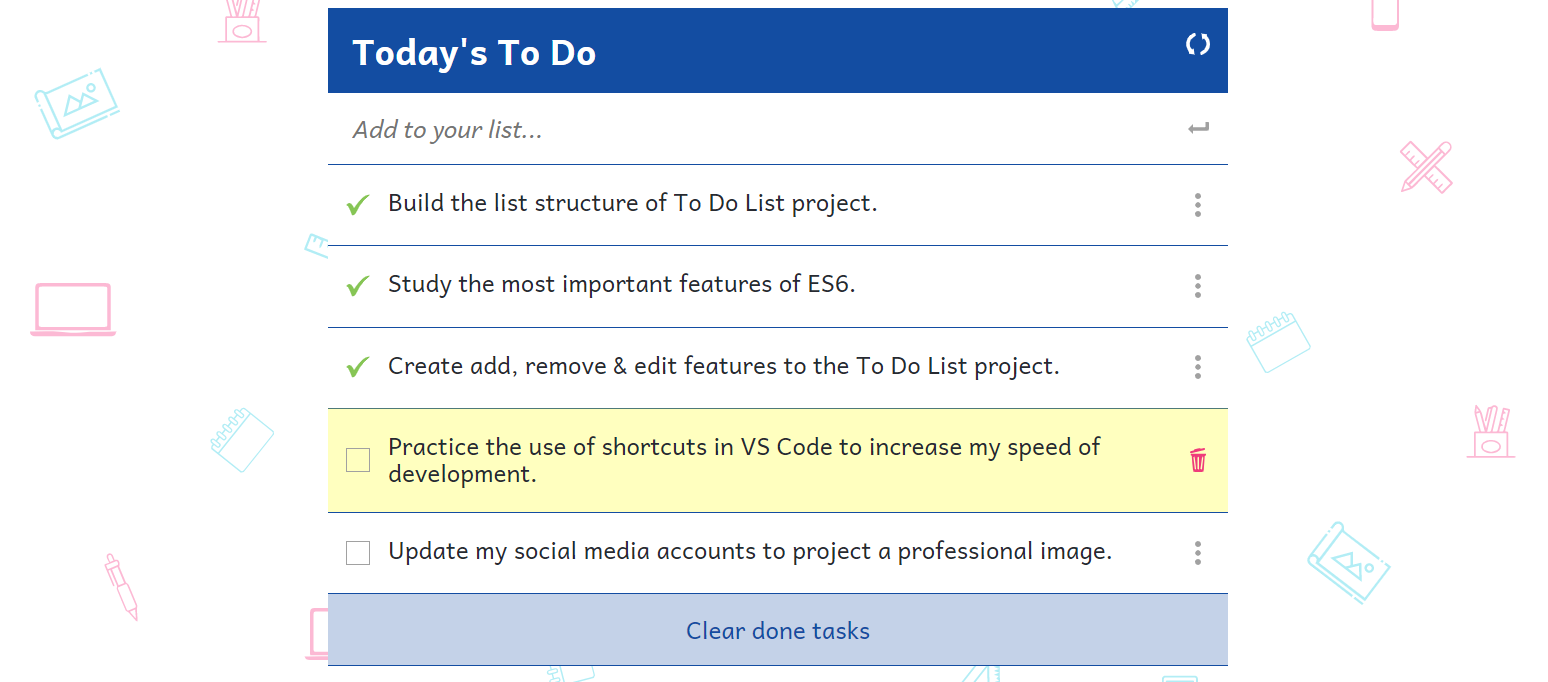 Today's To Do
Add to your list...
Build the list structure of To Do List project.
Study the most important features of ES6.
Create add, remove & edit features to the To Do List project.
Practice the use of shortcuts in VS Code to increase my speed of
development.
Update my social media accounts to project a professional image.
Clear done tasks